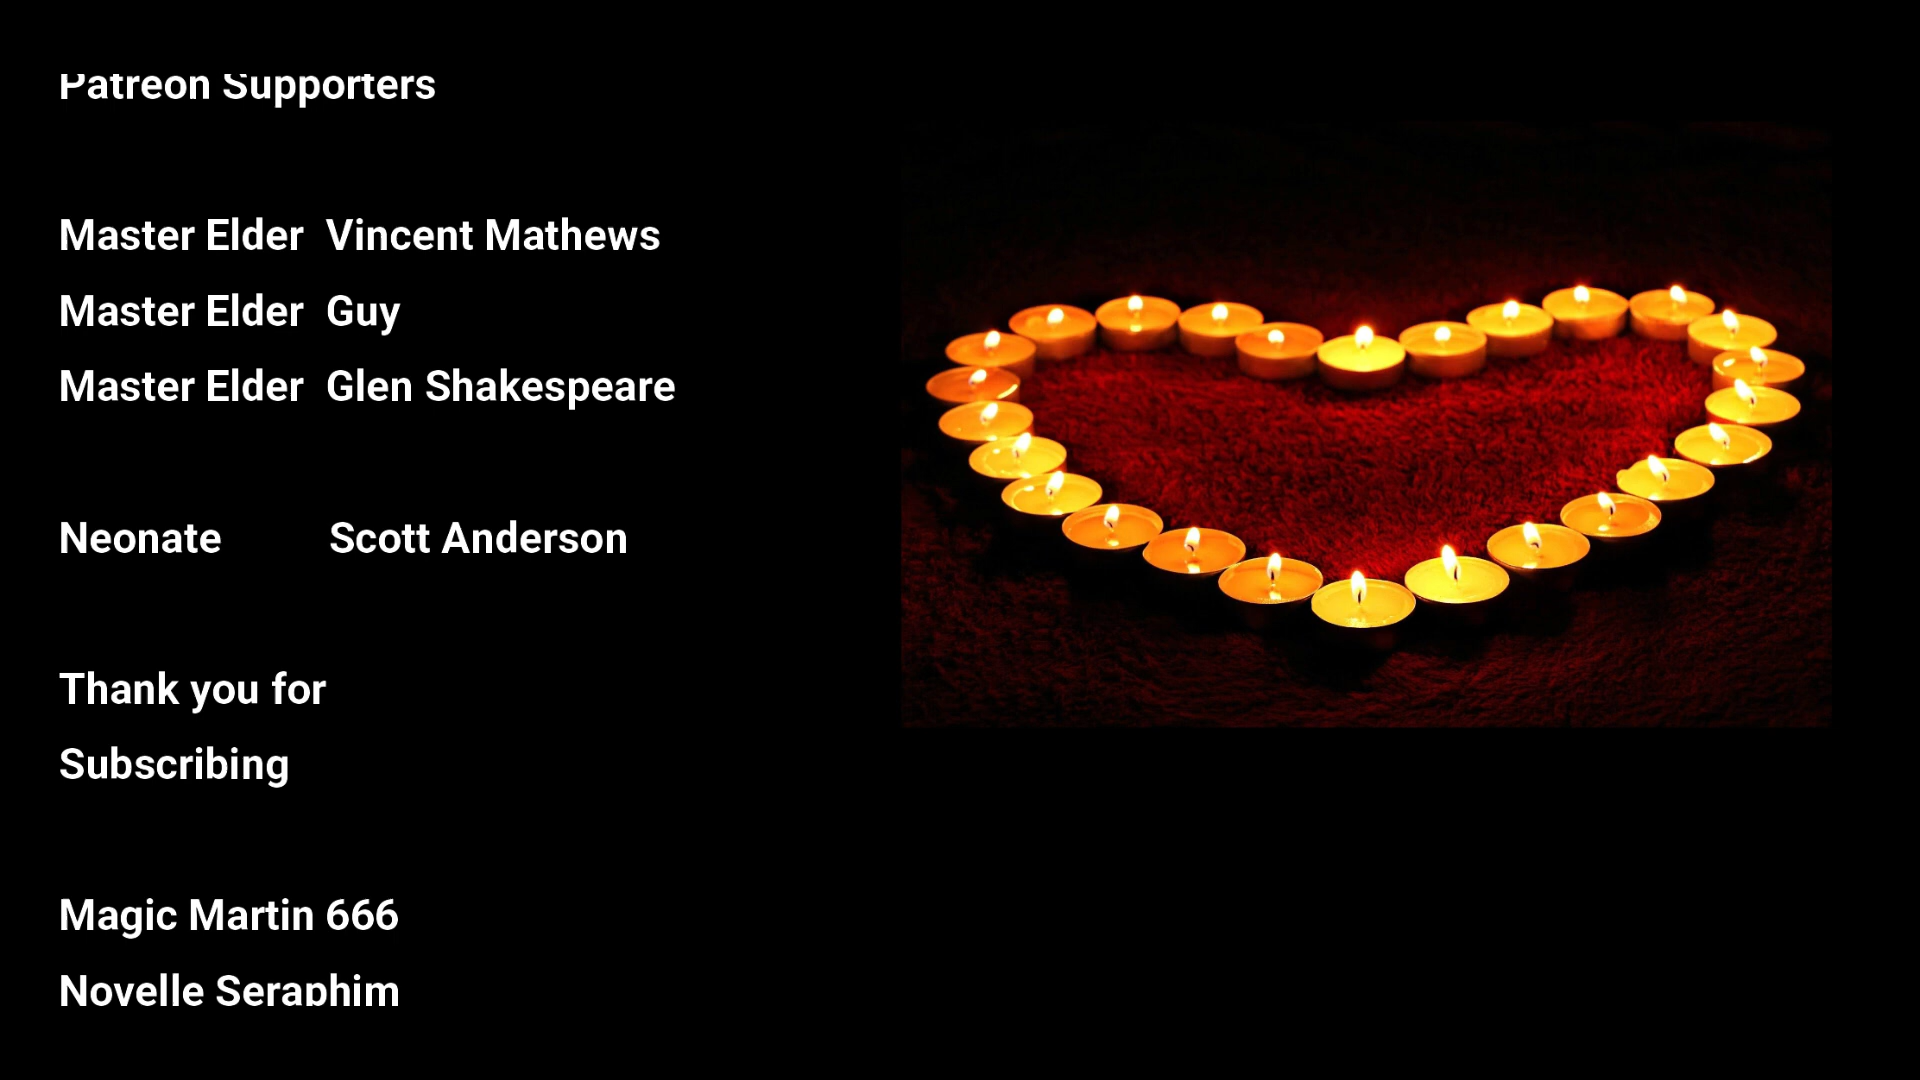 Patreon Supporters
Master Elder Vincent Mathews
Master Elder Guy
Master Elder Glen Shakespeare
Neonate Scott Anderson
Thank you for
Subscribing
Magic Martin 666
Novelle Seraphim